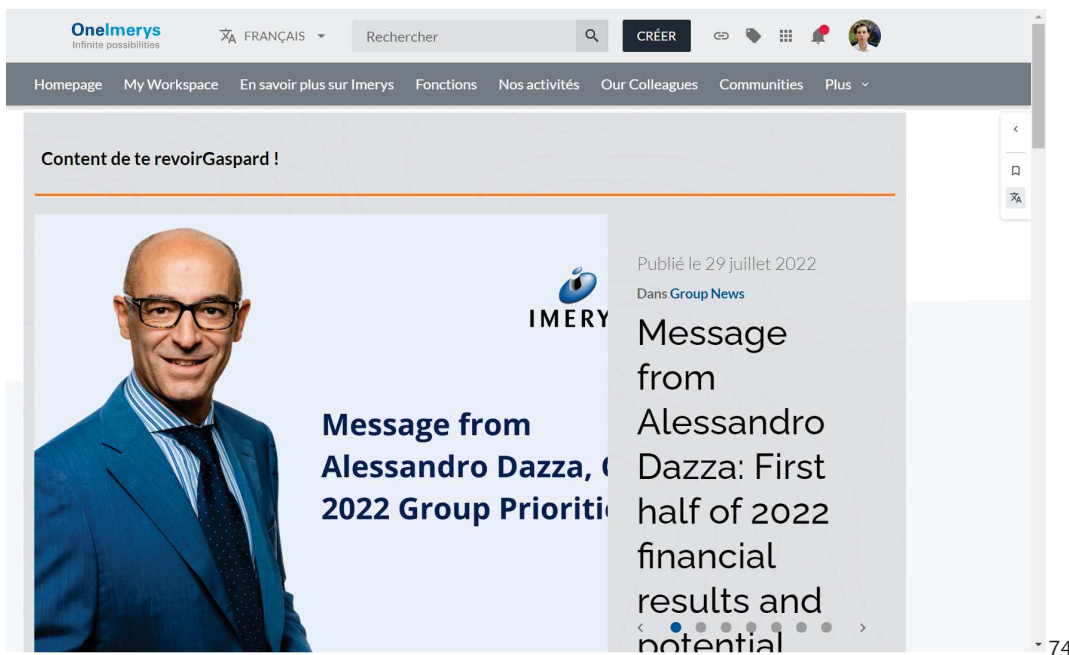 OneImerys
Infinite possibilities
FRANÇAIS
Rechercher
CRÉER
Homepage My Workspace En savoir plus sur Imerys Fonctions Nos activités Our Colleagues Communities Plus
Content de te revoirGaspard !
IMERY
Message from
Alessandro Dazza, C
2022 Group Prioriti
Publié le 29 juillet 2022
Dans Group News
Message
from
Alessandro
Dazza: First
half of 2022
financial
results and
potential
74